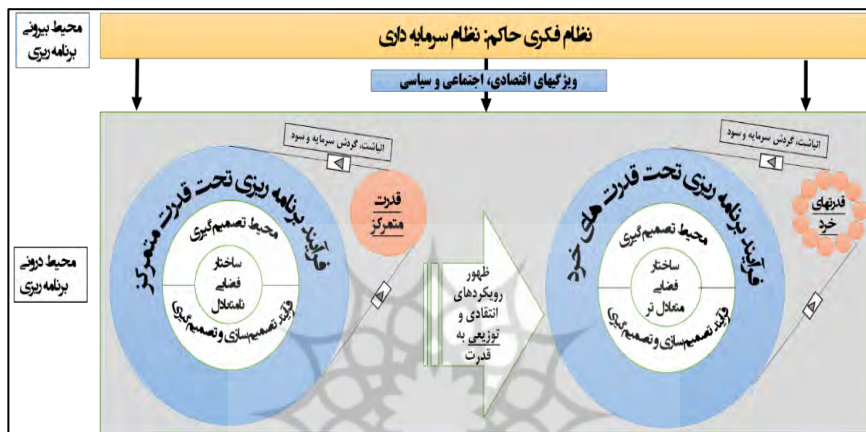 محیط بیرونی
برنامه ریزی
نظام فکری حاکم: نظام سرمایه داری
ویژگیهای اقتصادی، اجتماعی و سیاسی
محیط درونی
برنامه ریزی
انباشت، گردش سرمایه و سود
قدرتهای
خرد
فرآیند برنامه ریزی تحت قدرت های خرد
محیط تصمیم‌گیری
ساختار
فضایی
متعادل تر
فرآیند تصمیم‌سازی و تصمیم‌گیری
ظهور
رویکردهای
انتقادی و
توزیعی به
قدرت
انباشت، گردش سرمایه و سود
قدرت
متمرکز
فرآیند برنامه ریزی تحت قدرت متمرکز
محیط تصمیم‌گیری
ساختار
فضایی
نامتعادل
فرآیند تصمیم‌سازی و تصمیم‌گیری